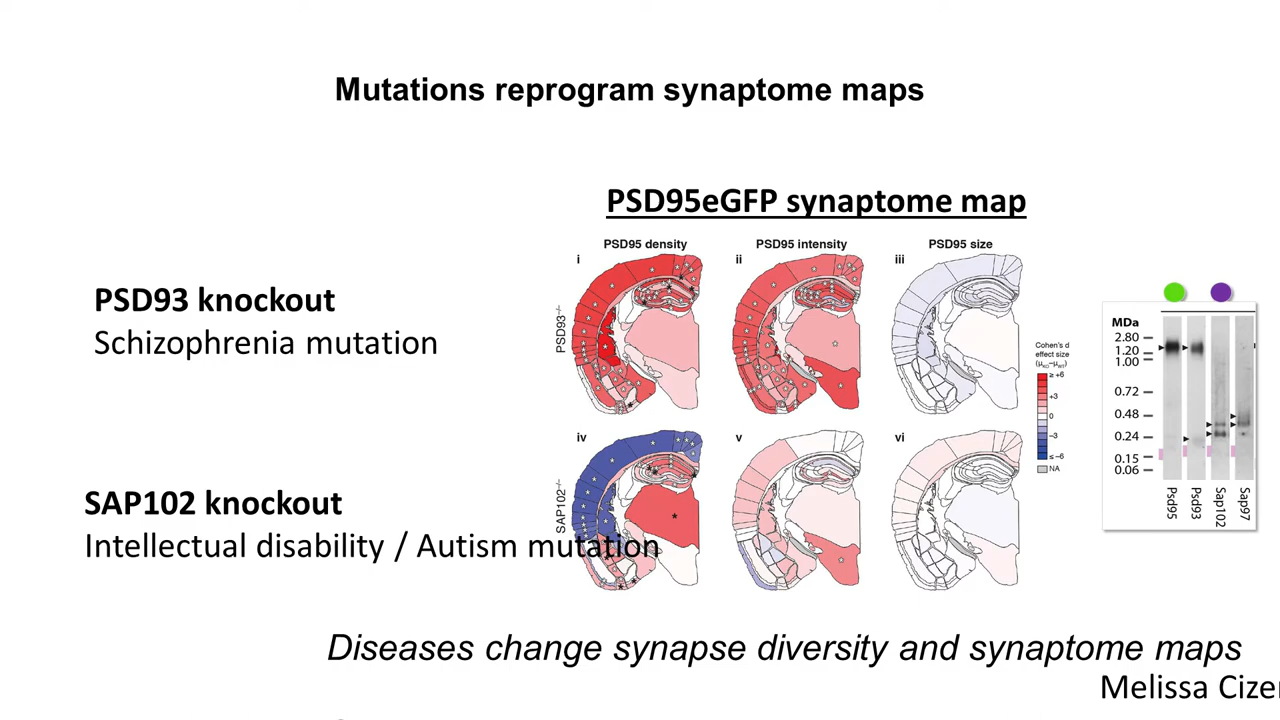 Mutations reprogram synaptome maps
PSD95eGFP synaptome map
PSD95 density
PSD95 intensity
PSD95 size
i
ii
iii
PSD93 knockout
Schizophrenia mutation
PSD93⁻/⁻
Cohen's d
effect size
≥ +6
+3
0
−3
≤ −6
NA
MDa
2.80
1.20
1.00
0.72
0.48
0.24
0.15
0.06
Psd95
Psd93
Sap102
Sap97
iv
v
vi
SAP102 knockout
Intellectual disability / Autism mutation
SAP102⁻/⁻
Diseases change synapse diversity and synaptome maps
Melissa Cizer